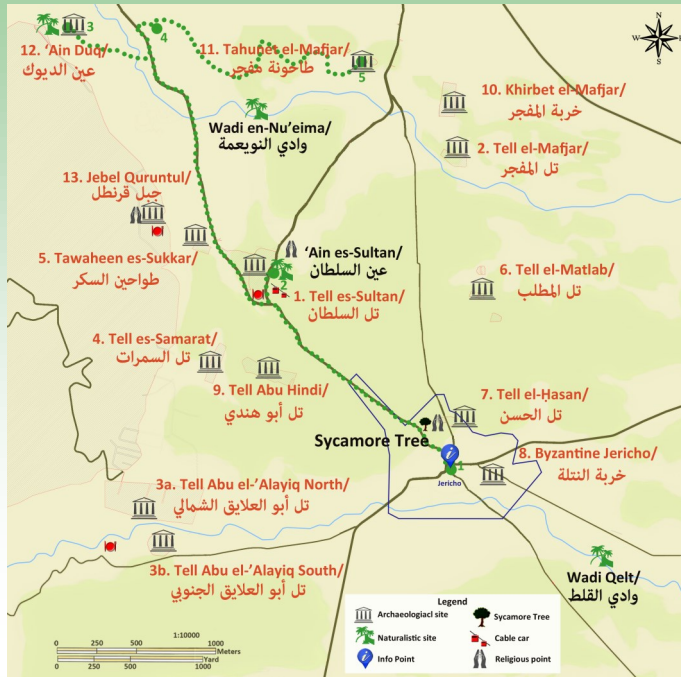 N
W
3
12. ‘Ain Duq/
عين الديوك
4
11. Tahunet el-Mafjar/
طاحونة مفجر
5
10. Khirbet el-Mafjar/
خربة المفجر
Wadi en-Nu’eima/
وادي النويعمة
2. Tell el-Mafjar/
تل المفجر
13. Jebel Quruntul/
جبل قرنطل
‘Ain es-Sultan/
عين السلطان
5. Tawaheen es-Sukkar/
طواحين السكر
2
1. Tell es-Sultan/
تل السلطان
6. Tell el-Matlab/
تل المطلب
4. Tell es-Samarat/
تل السمرات
9. Tell Abu Hindi/
تل أبو هندي
7. Tell el-Ḥasan/
تل الحسن
Sycamore Tree
8. Byzantine Jericho/
خربة النتلة
1
Jericho
3a. Tell Abu el-’Alayiq North/
تل أبو العلايق الشمالي
3b. Tell Abu el-’Alayiq South/
تل أبو العلايق الجنوبي
Wadi Qelt/
وادي القلط
Legend
Archaeologiacl site
Sycamore Tree
Naturalistic site
Cable car
Info Point
Religious point
1:10000
0 250 500 1000
Meters
Yard
0 250 500 1000